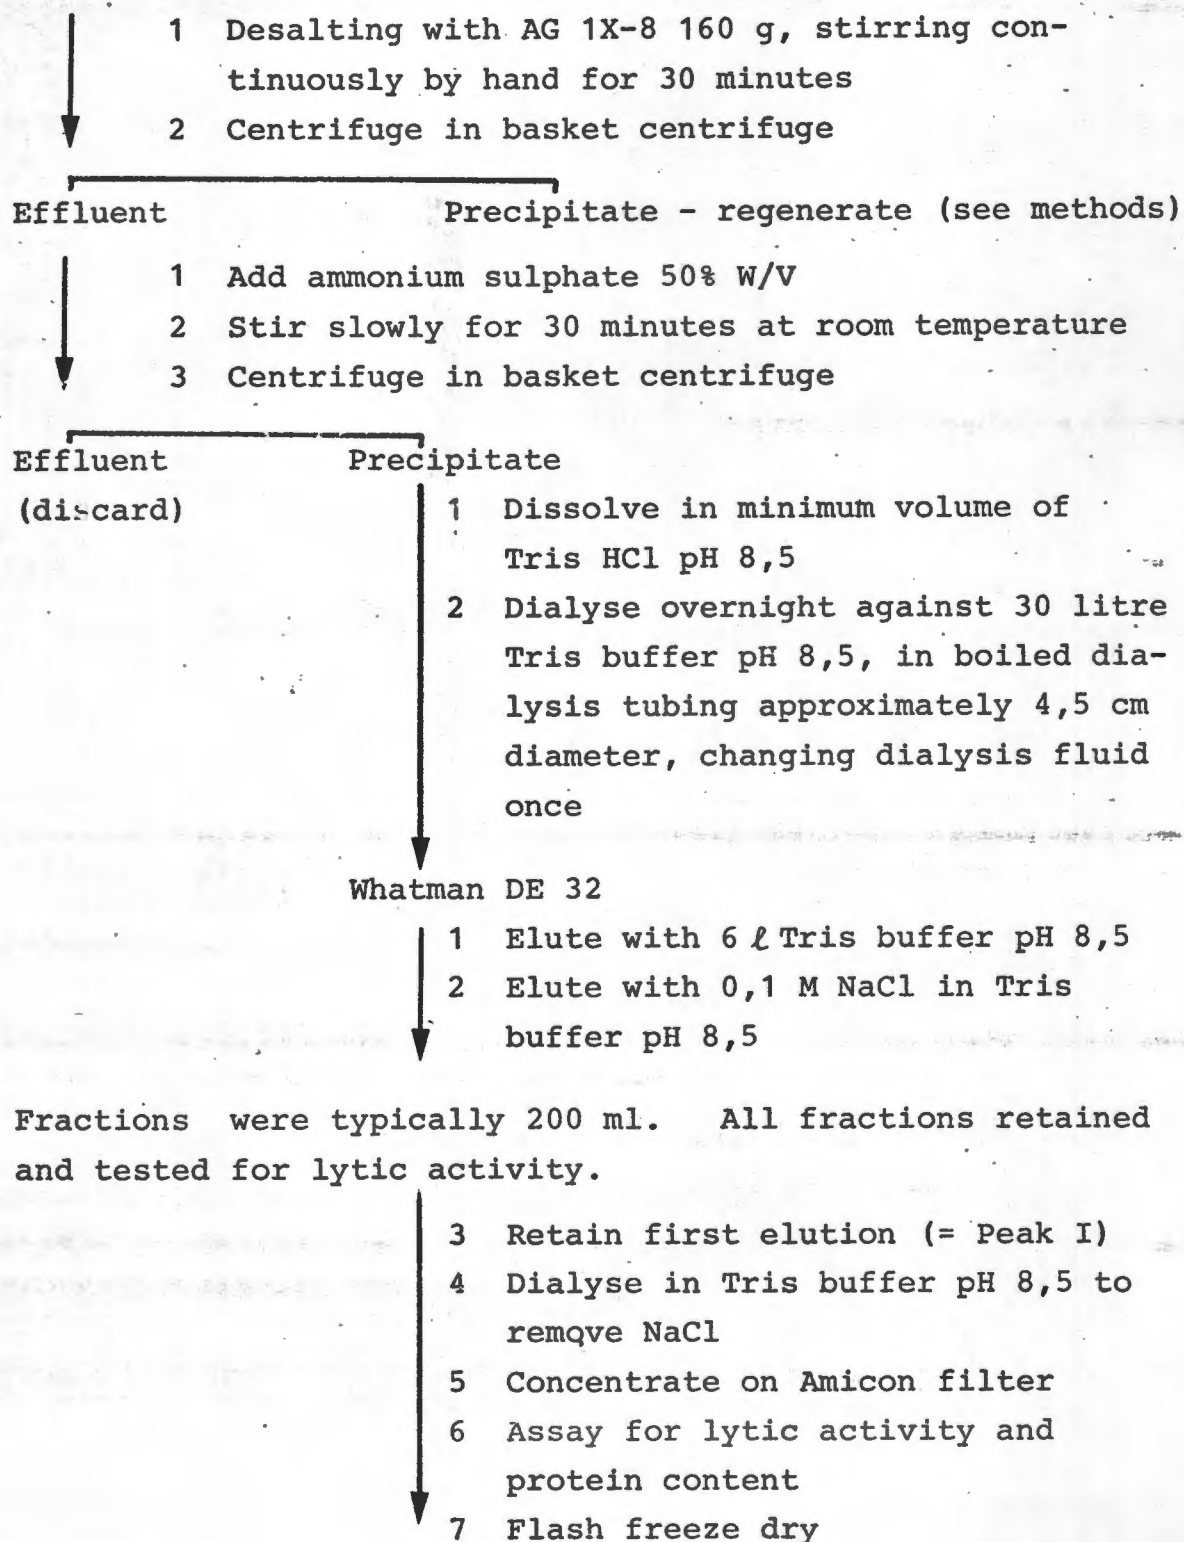 1 Desalting with AG 1X-8 160 g, stirring con-
tinuously by hand for 30 minutes
2 Centrifuge in basket centrifuge
Effluent Precipitate - regenerate (see methods)
1 Add ammonium sulphate 50% W/V
2 Stir slowly for 30 minutes at room temperature
3 Centrifuge in basket centrifuge
Effluent Precipitate
(discard)
1 Dissolve in minimum volume of
Tris HCl pH 8,5
2 Dialyse overnight against 30 litre
Tris buffer pH 8,5, in boiled dia-
lysis tubing approximately 4,5 cm
diameter, changing dialysis fluid
once
Whatman DE 32
1 Elute with 6 ℓ Tris buffer pH 8,5
2 Elute with 0,1 M NaCl in Tris
buffer pH 8,5
Fractions were typically 200 ml. All fractions retained
and tested for lytic activity.
3 Retain first elution (= Peak I)
4 Dialyse in Tris buffer pH 8,5 to
remove NaCl
5 Concentrate on Amicon filter
6 Assay for lytic activity and
protein content
7 Flash freeze dry